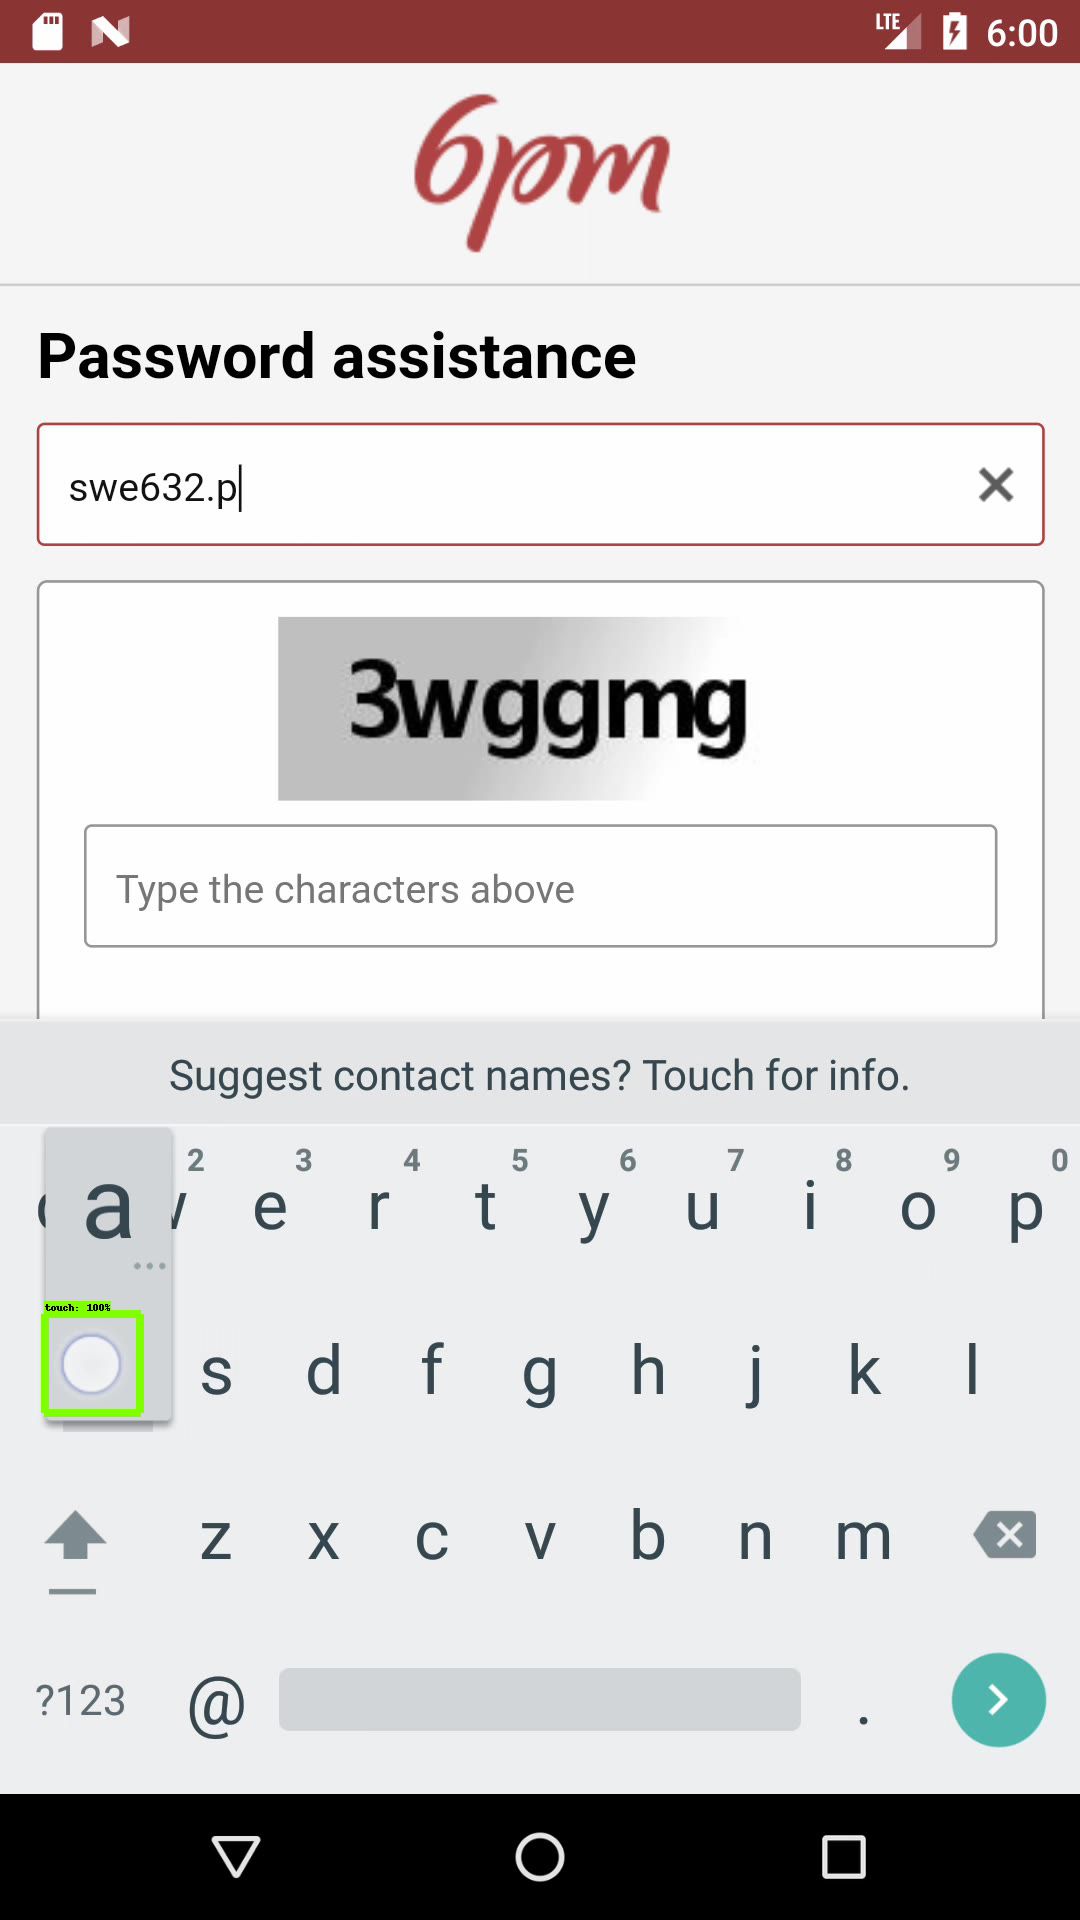 LTE 6:00
6pm
Password assistance
swe632.p
3wggmg
Type the characters above
Suggest contact names? Touch for info.
2 3 4 5 6 7 8 9 0
a e r t y u i o p
touch: 100%
s d f g h j k l
z x c v b n m
?123 @ .